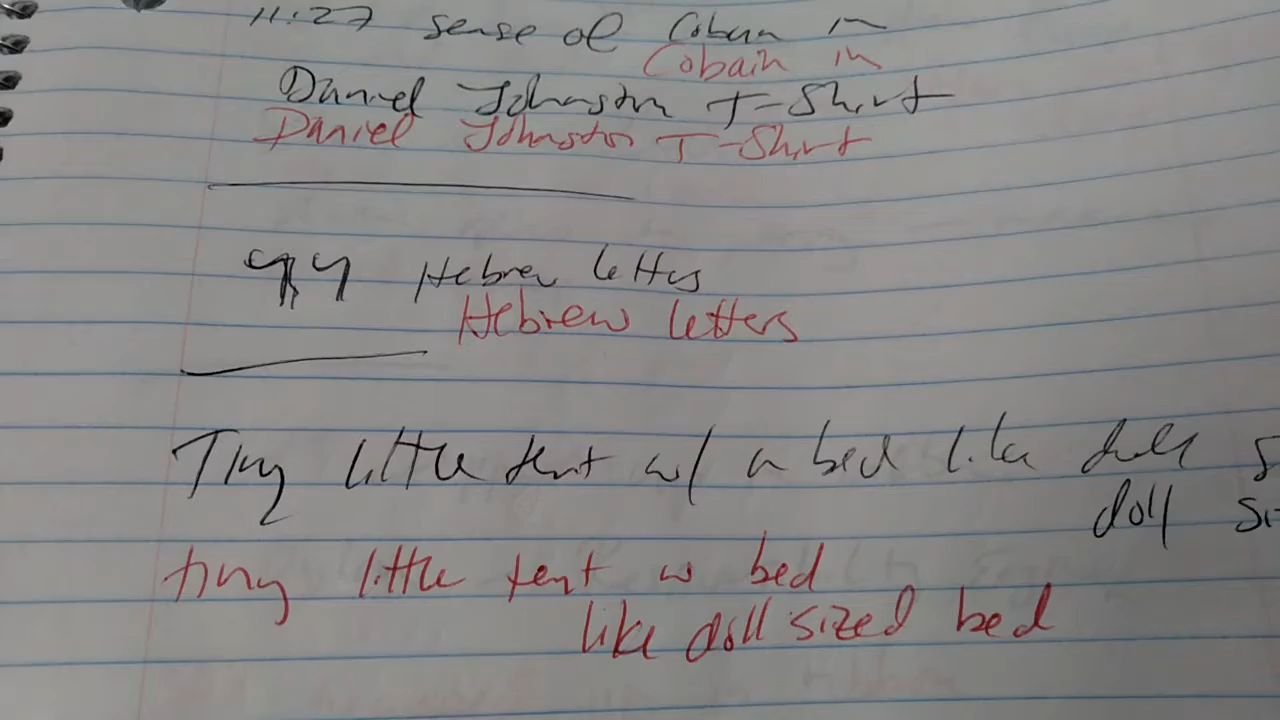 11:27 sense of Cobain in
Cobain in
Daniel Johnston T-Shirt
Daniel Johnston T-Shirt
Hebrew letters
Hebrew letters
Tiny little tent w/ a bed like doll
doll
tiny little tent w bed
like doll sized bed